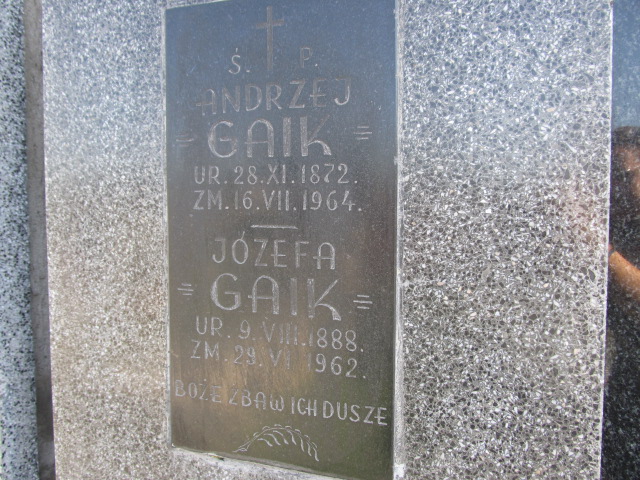 Ś. P.
ANDRZEJ
GAIK
UR. 28. XI. 1872.
ZM. 16. VII. 1964.
JÓZEFA
GAIK
UR. 9. VIII. 1888.
ZM. 29. VI. 1962.
BOŻE ZBAW ICH DUSZE